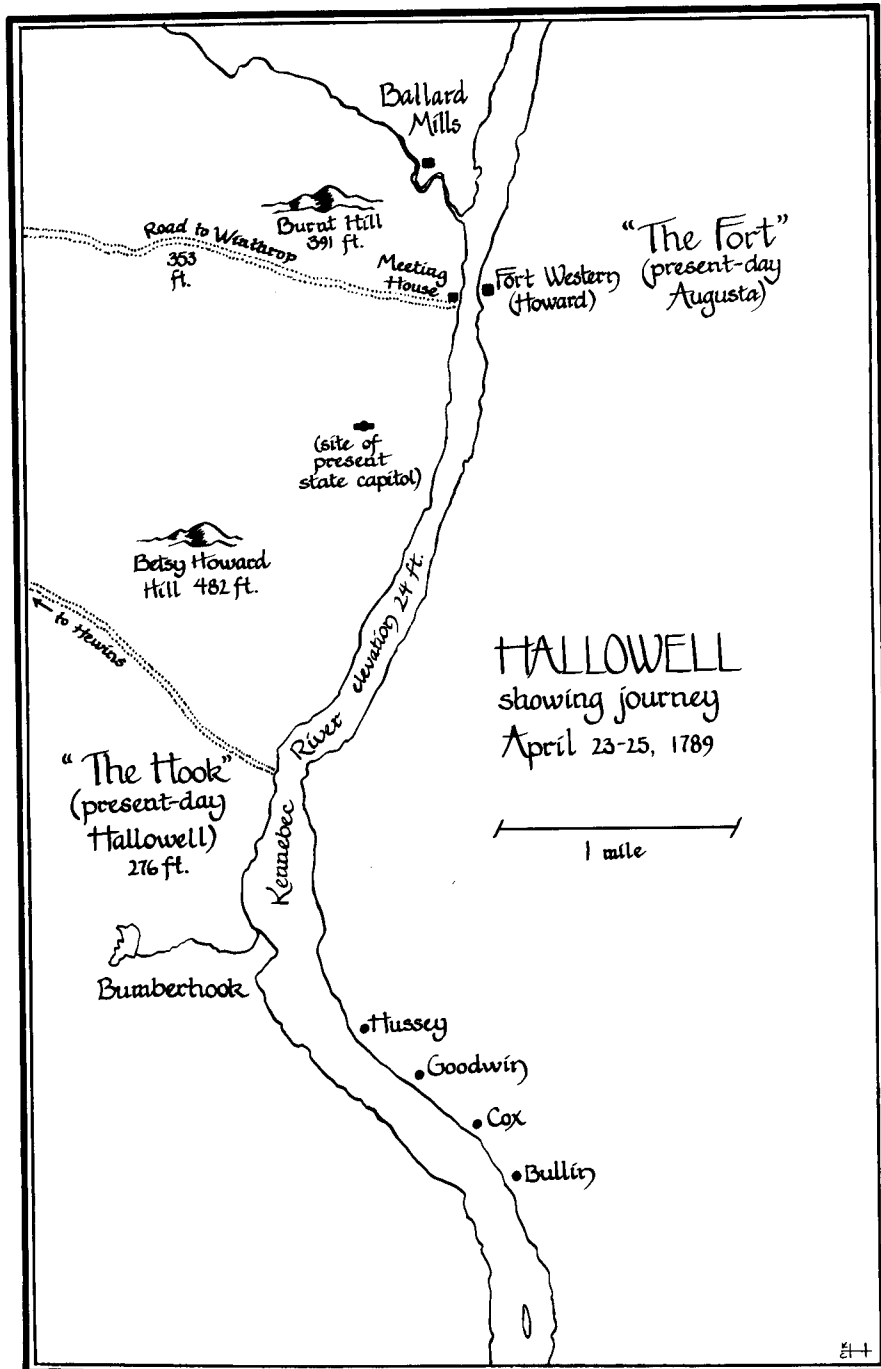 Ballard
Mills
Burnt Hill
391 ft.
Road to Winthrop
353
ft.
Meeting
House
Fort Western
(Howard)
"The Fort"
(present-day
Augusta)
(site of
present
state capitol)
Betsy Howard
Hill 482 ft.
← to Hewins
River elevation 24 ft.
HALLOWELL
showing journey
April 23-25, 1789
1 mile
"The Hook"
(present-day
Hallowell)
276 ft.
Kennebec
Bumberhook
Hussey
Goodwin
Cox
Bullin